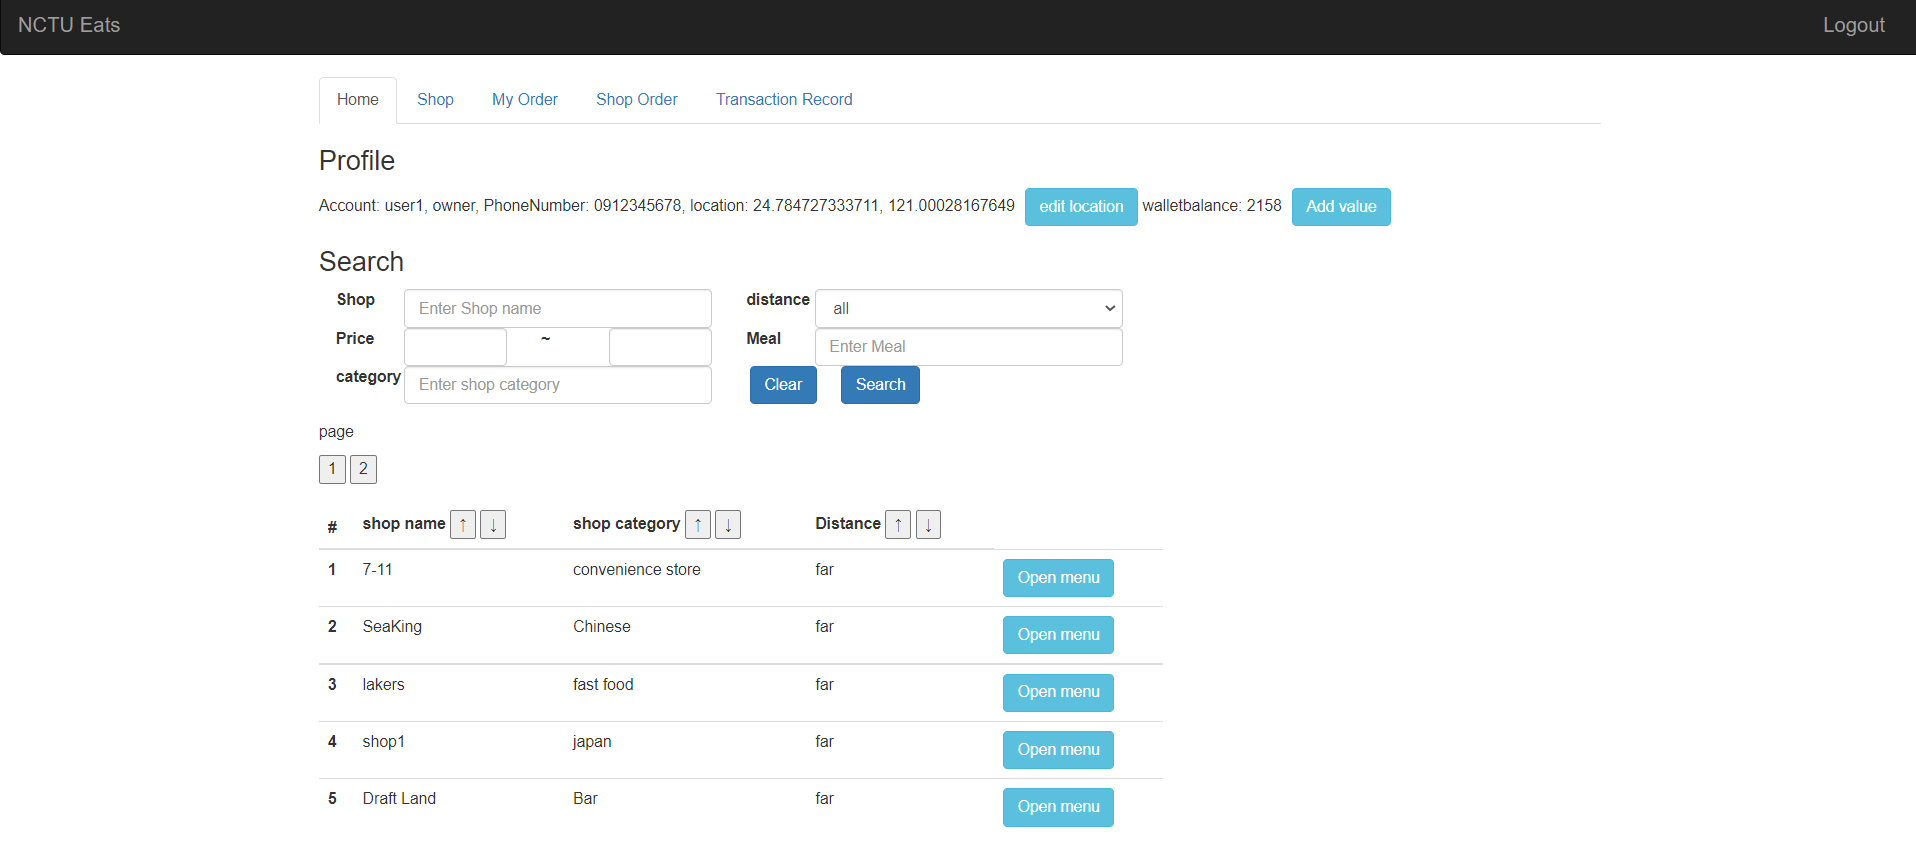 NCTU Eats Logout
Home Shop My Order Shop Order Transaction Record
Profile
Account: user1, owner, PhoneNumber: 0912345678, location: 24.784727333711, 121.00028167649 edit location walletbalance: 2158 Add value
Search
Shop Enter Shop name distance all
Price ~ Meal Enter Meal
category Enter shop category Clear Search
page
1 2
# shop name ↑ ↓ shop category ↑ ↓ Distance ↑ ↓
1 7-11 convenience store far Open menu
2 SeaKing Chinese far Open menu
3 lakers fast food far Open menu
4 shop1 japan far Open menu
5 Draft Land Bar far Open menu